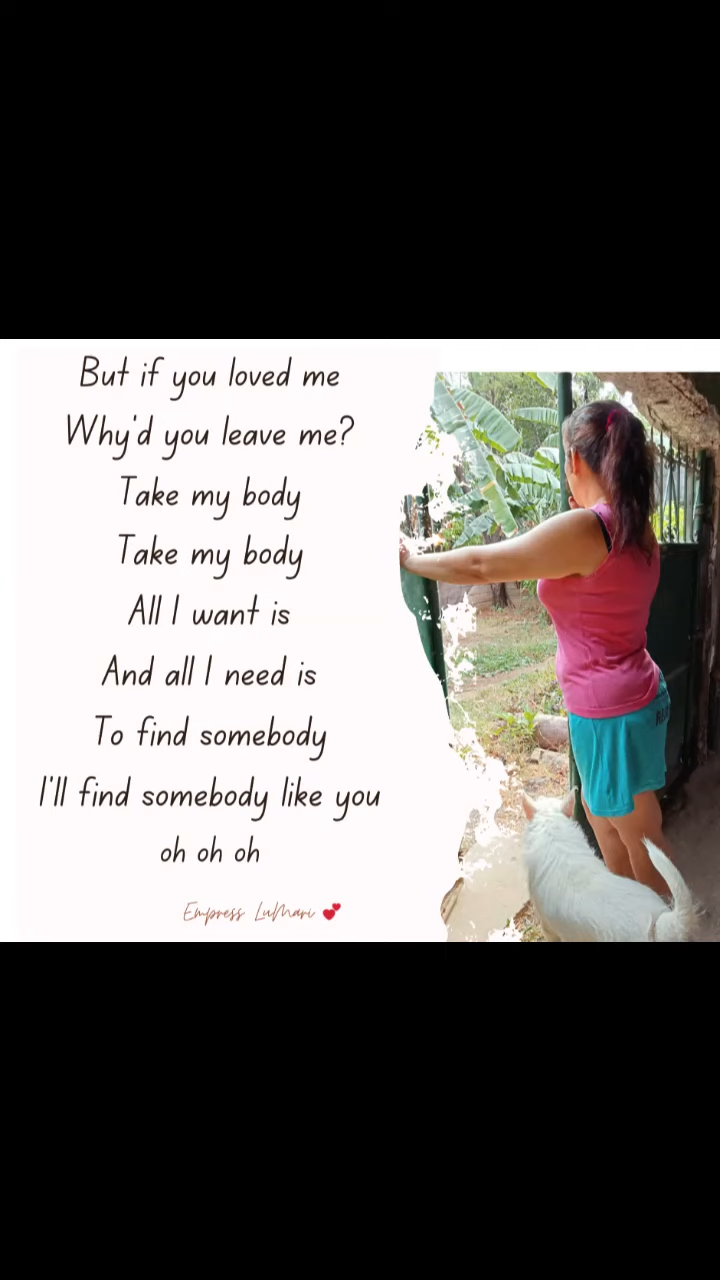 But if you loved me
Why'd you leave me?
Take my body
Take my body
All I want is
And all I need is
To find somebody
I'll find somebody like you
oh oh oh
Empress LuMari 💕